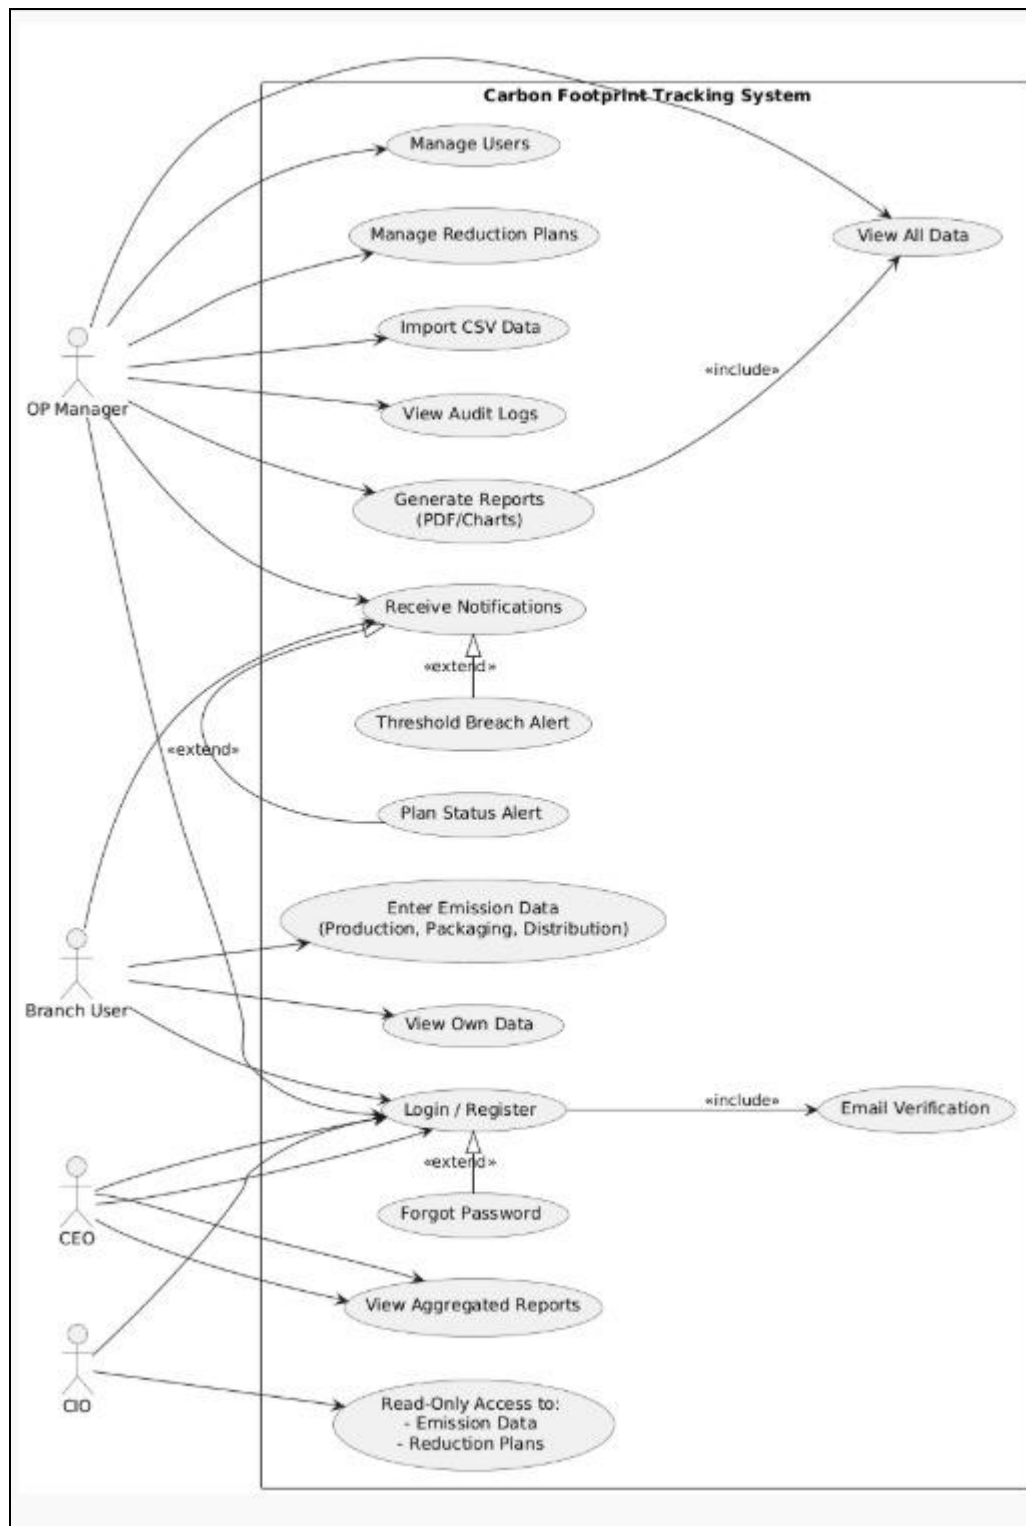 Carbon Footprint Tracking System
Manage Users
Manage Reduction Plans
View All Data
Import CSV Data
«include»
OP Manager
View Audit Logs
Generate Reports
(PDF/Charts)
Receive Notifications
«extend»
Threshold Breach Alert
«extend»
Plan Status Alert
Enter Emission Data
(Production, Packaging, Distribution)
Branch User
View Own Data
Login / Register
«include»
Email Verification
«extend»
Forgot Password
CEO
View Aggregated Reports
CIO
Read-Only Access to:
- Emission Data
- Reduction Plans